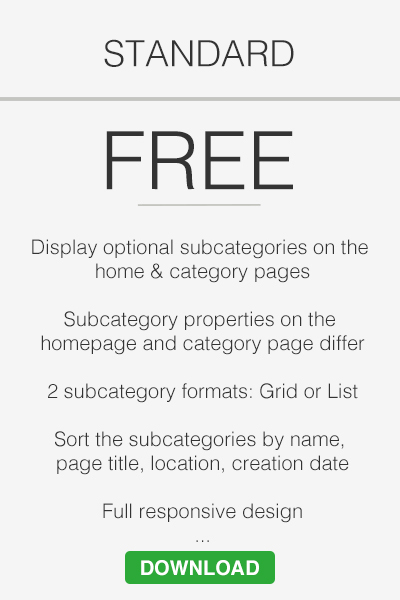 STANDARD
FREE
Display optional subcategories on the
home & category pages
Subcategory properties on the
homepage and category page differ
2 subcategory formats: Grid or List
Sort the subcategories by name,
page title, location, creation date
Full responsive design
...
DOWNLOAD